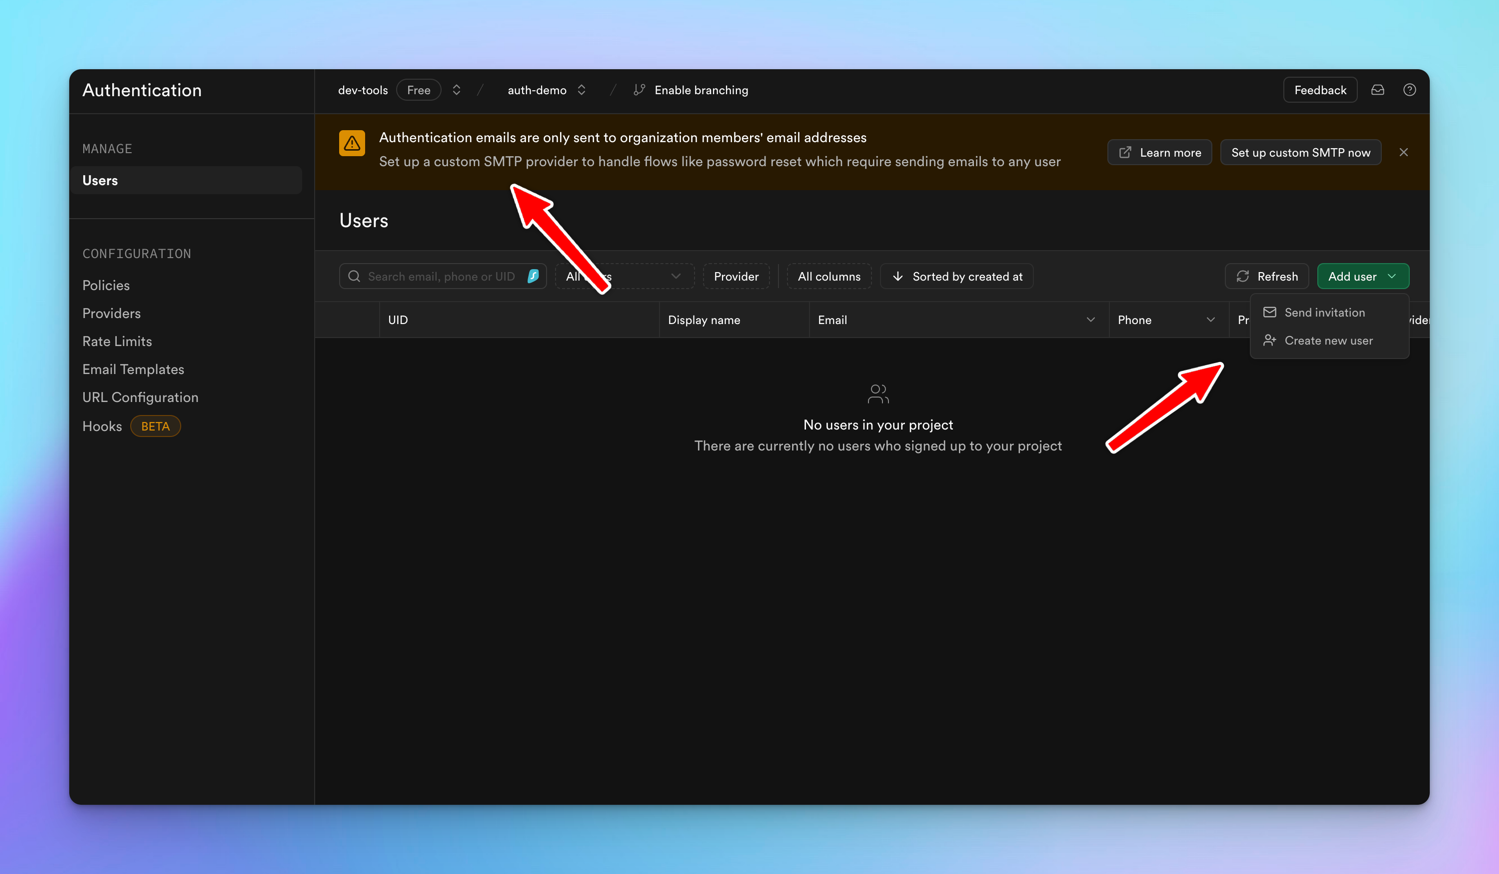 Authentication
dev-tools Free / auth-demo / Enable branching
Feedback
MANAGE
Users
Authentication emails are only sent to organization members' email addresses
Set up a custom SMTP provider to handle flows like password reset which require sending emails to any user
Learn more
Set up custom SMTP now
Users
CONFIGURATION
Policies
Providers
Rate Limits
Email Templates
URL Configuration
Hooks BETA
Search email, phone or UID
All
Provider
All columns
Sorted by created at
Refresh
Add user
UID
Display name
Email
Phone
Send invitation
Create new user
No users in your project
There are currently no users who signed up to your project